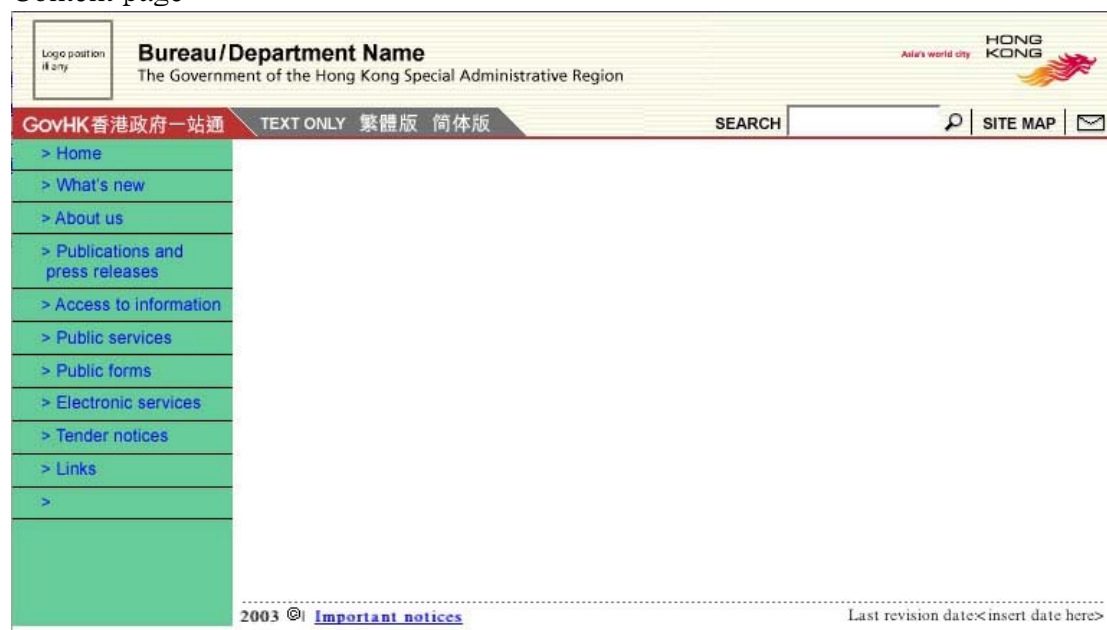 Content page
Logo position
if any
Bureau/Department Name
The Government of the Hong Kong Special Administrative Region
Asia's world city
HONG
KONG
GovHK香港政府一站通 TEXT ONLY 繁體版 简体版 SEARCH SITE MAP
> Home
> What's new
> About us
> Publications and
press releases
> Access to information
> Public services
> Public forms
> Electronic services
> Tender notices
> Links
>
2003 ©| Important notices Last revision date:<insert date here>